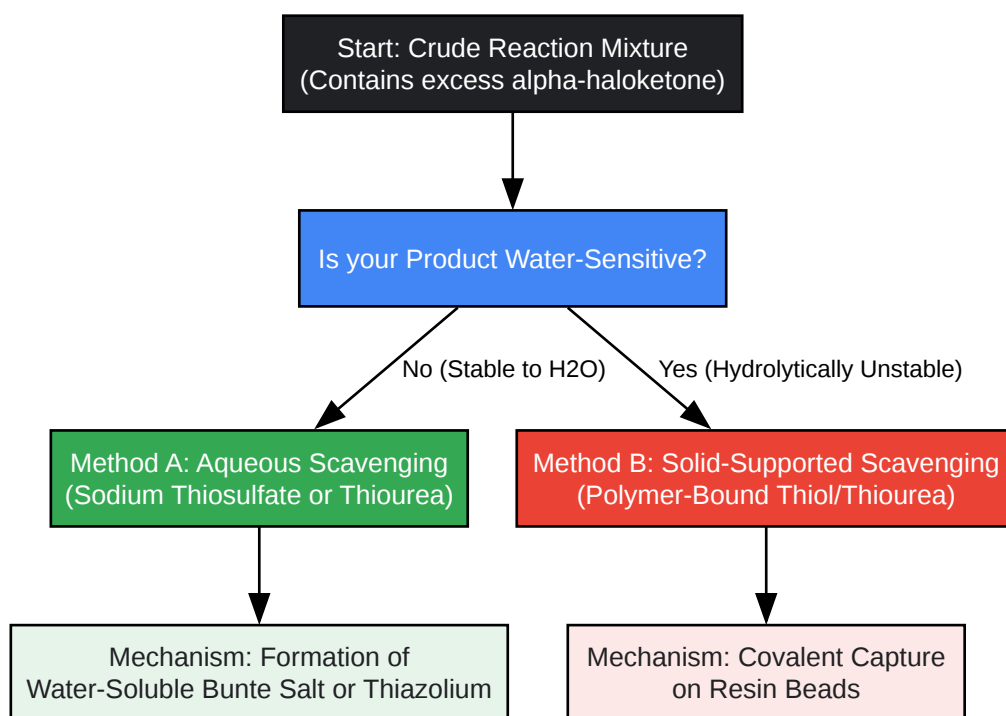 Start: Crude Reaction Mixture
(Contains excess alpha-haloketone)
Is your Product Water-Sensitive?
No (Stable to H2O)
Yes (Hydrolytically Unstable)
Method A: Aqueous Scavenging
(Sodium Thiosulfate or Thiourea)
Method B: Solid-Supported Scavenging
(Polymer-Bound Thiol/Thiourea)
Mechanism: Formation of
Water-Soluble Bunte Salt or Thiazolium
Mechanism: Covalent Capture
on Resin Beads